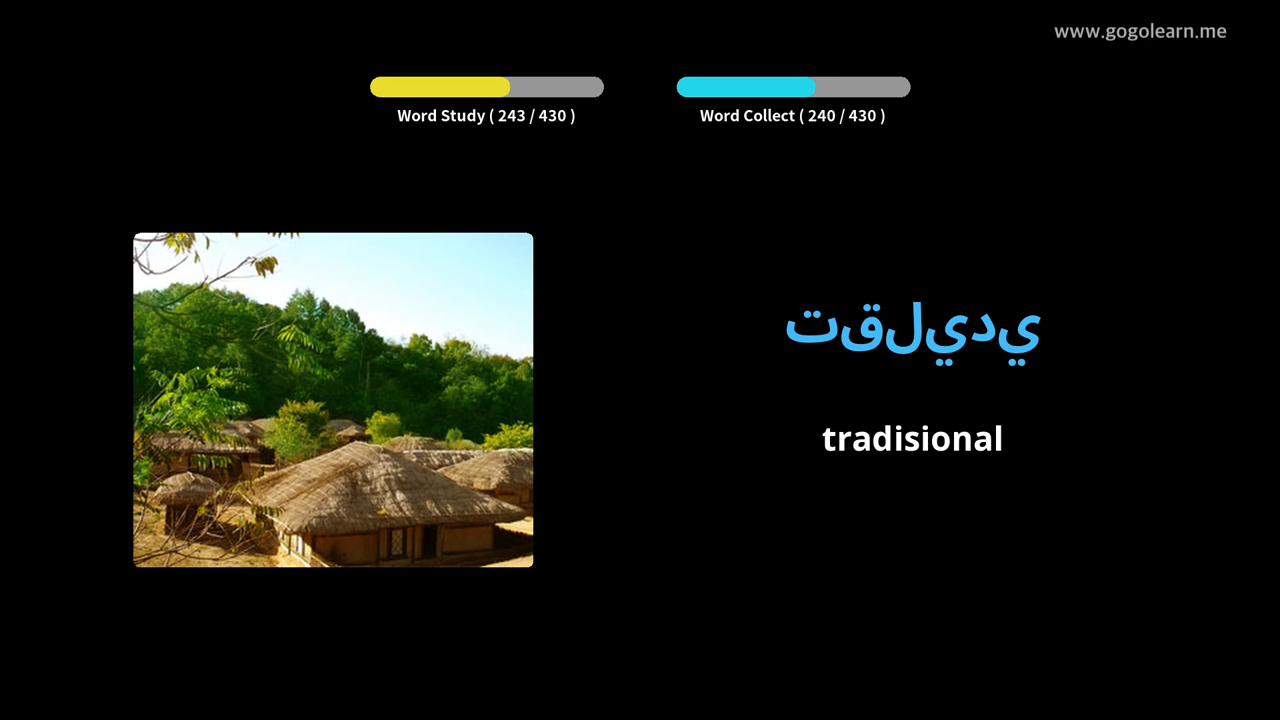 www.gogolearn.me
Word Study ( 243 / 430 )
Word Collect ( 240 / 430 )
تقليدي
tradisional